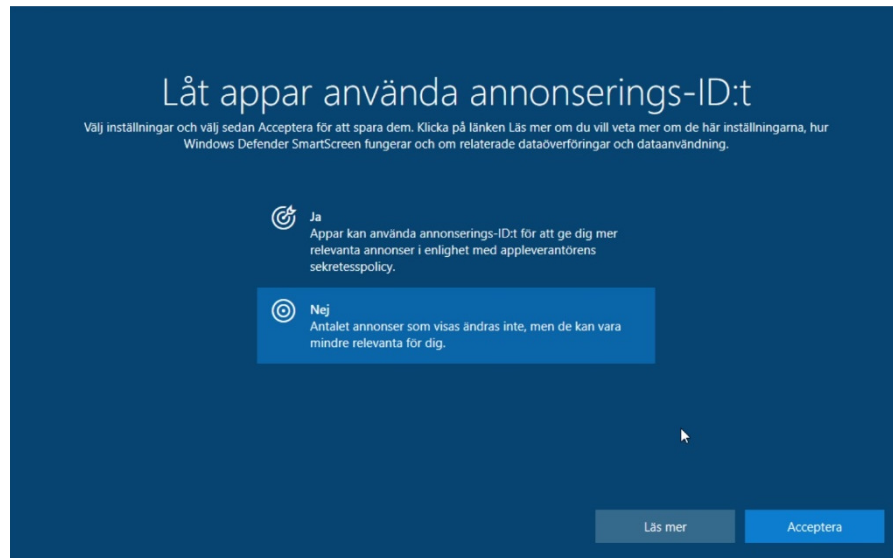 Låt appar använda annonserings-ID:t
Välj inställningar och välj sedan Acceptera för att spara dem. Klicka på länken Läs mer om du vill veta mer om de här inställningarna, hur
Windows Defender SmartScreen fungerar och om relaterade dataöverföringar och dataanvändning.
Ja
Appar kan använda annonserings-ID:t för att ge dig mer
relevanta annonser i enlighet med appleverantörens
sekretesspolicy.
Nej
Antalet annonser som visas ändras inte, men de kan vara
mindre relevanta för dig.
Läs mer
Acceptera